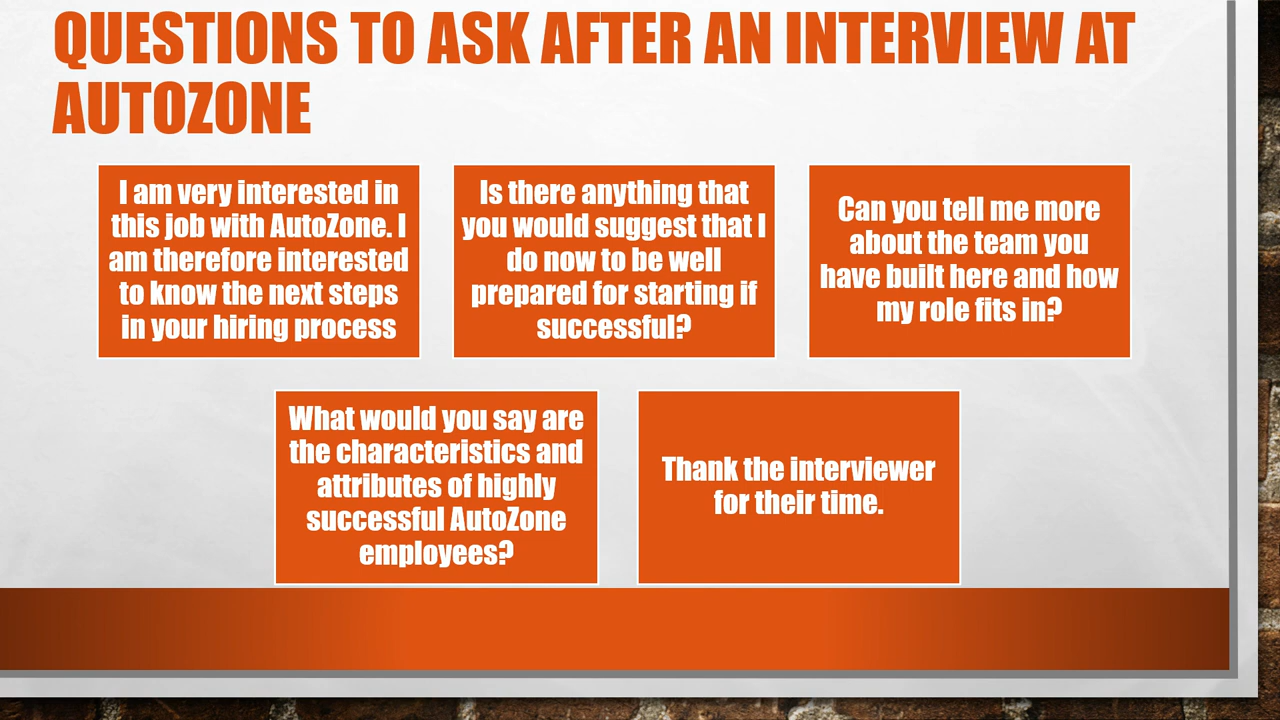 QUESTIONS TO ASK AFTER AN INTERVIEW AT
AUTOZONE
I am very interested in
this job with AutoZone. I
am therefore interested
to know the next steps
in your hiring process
Is there anything that
you would suggest that I
do now to be well
prepared for starting if
successful?
Can you tell me more
about the team you
have built here and how
my role fits in?
What would you say are
the characteristics and
attributes of highly
successful AutoZone
employees?
Thank the interviewer
for their time.